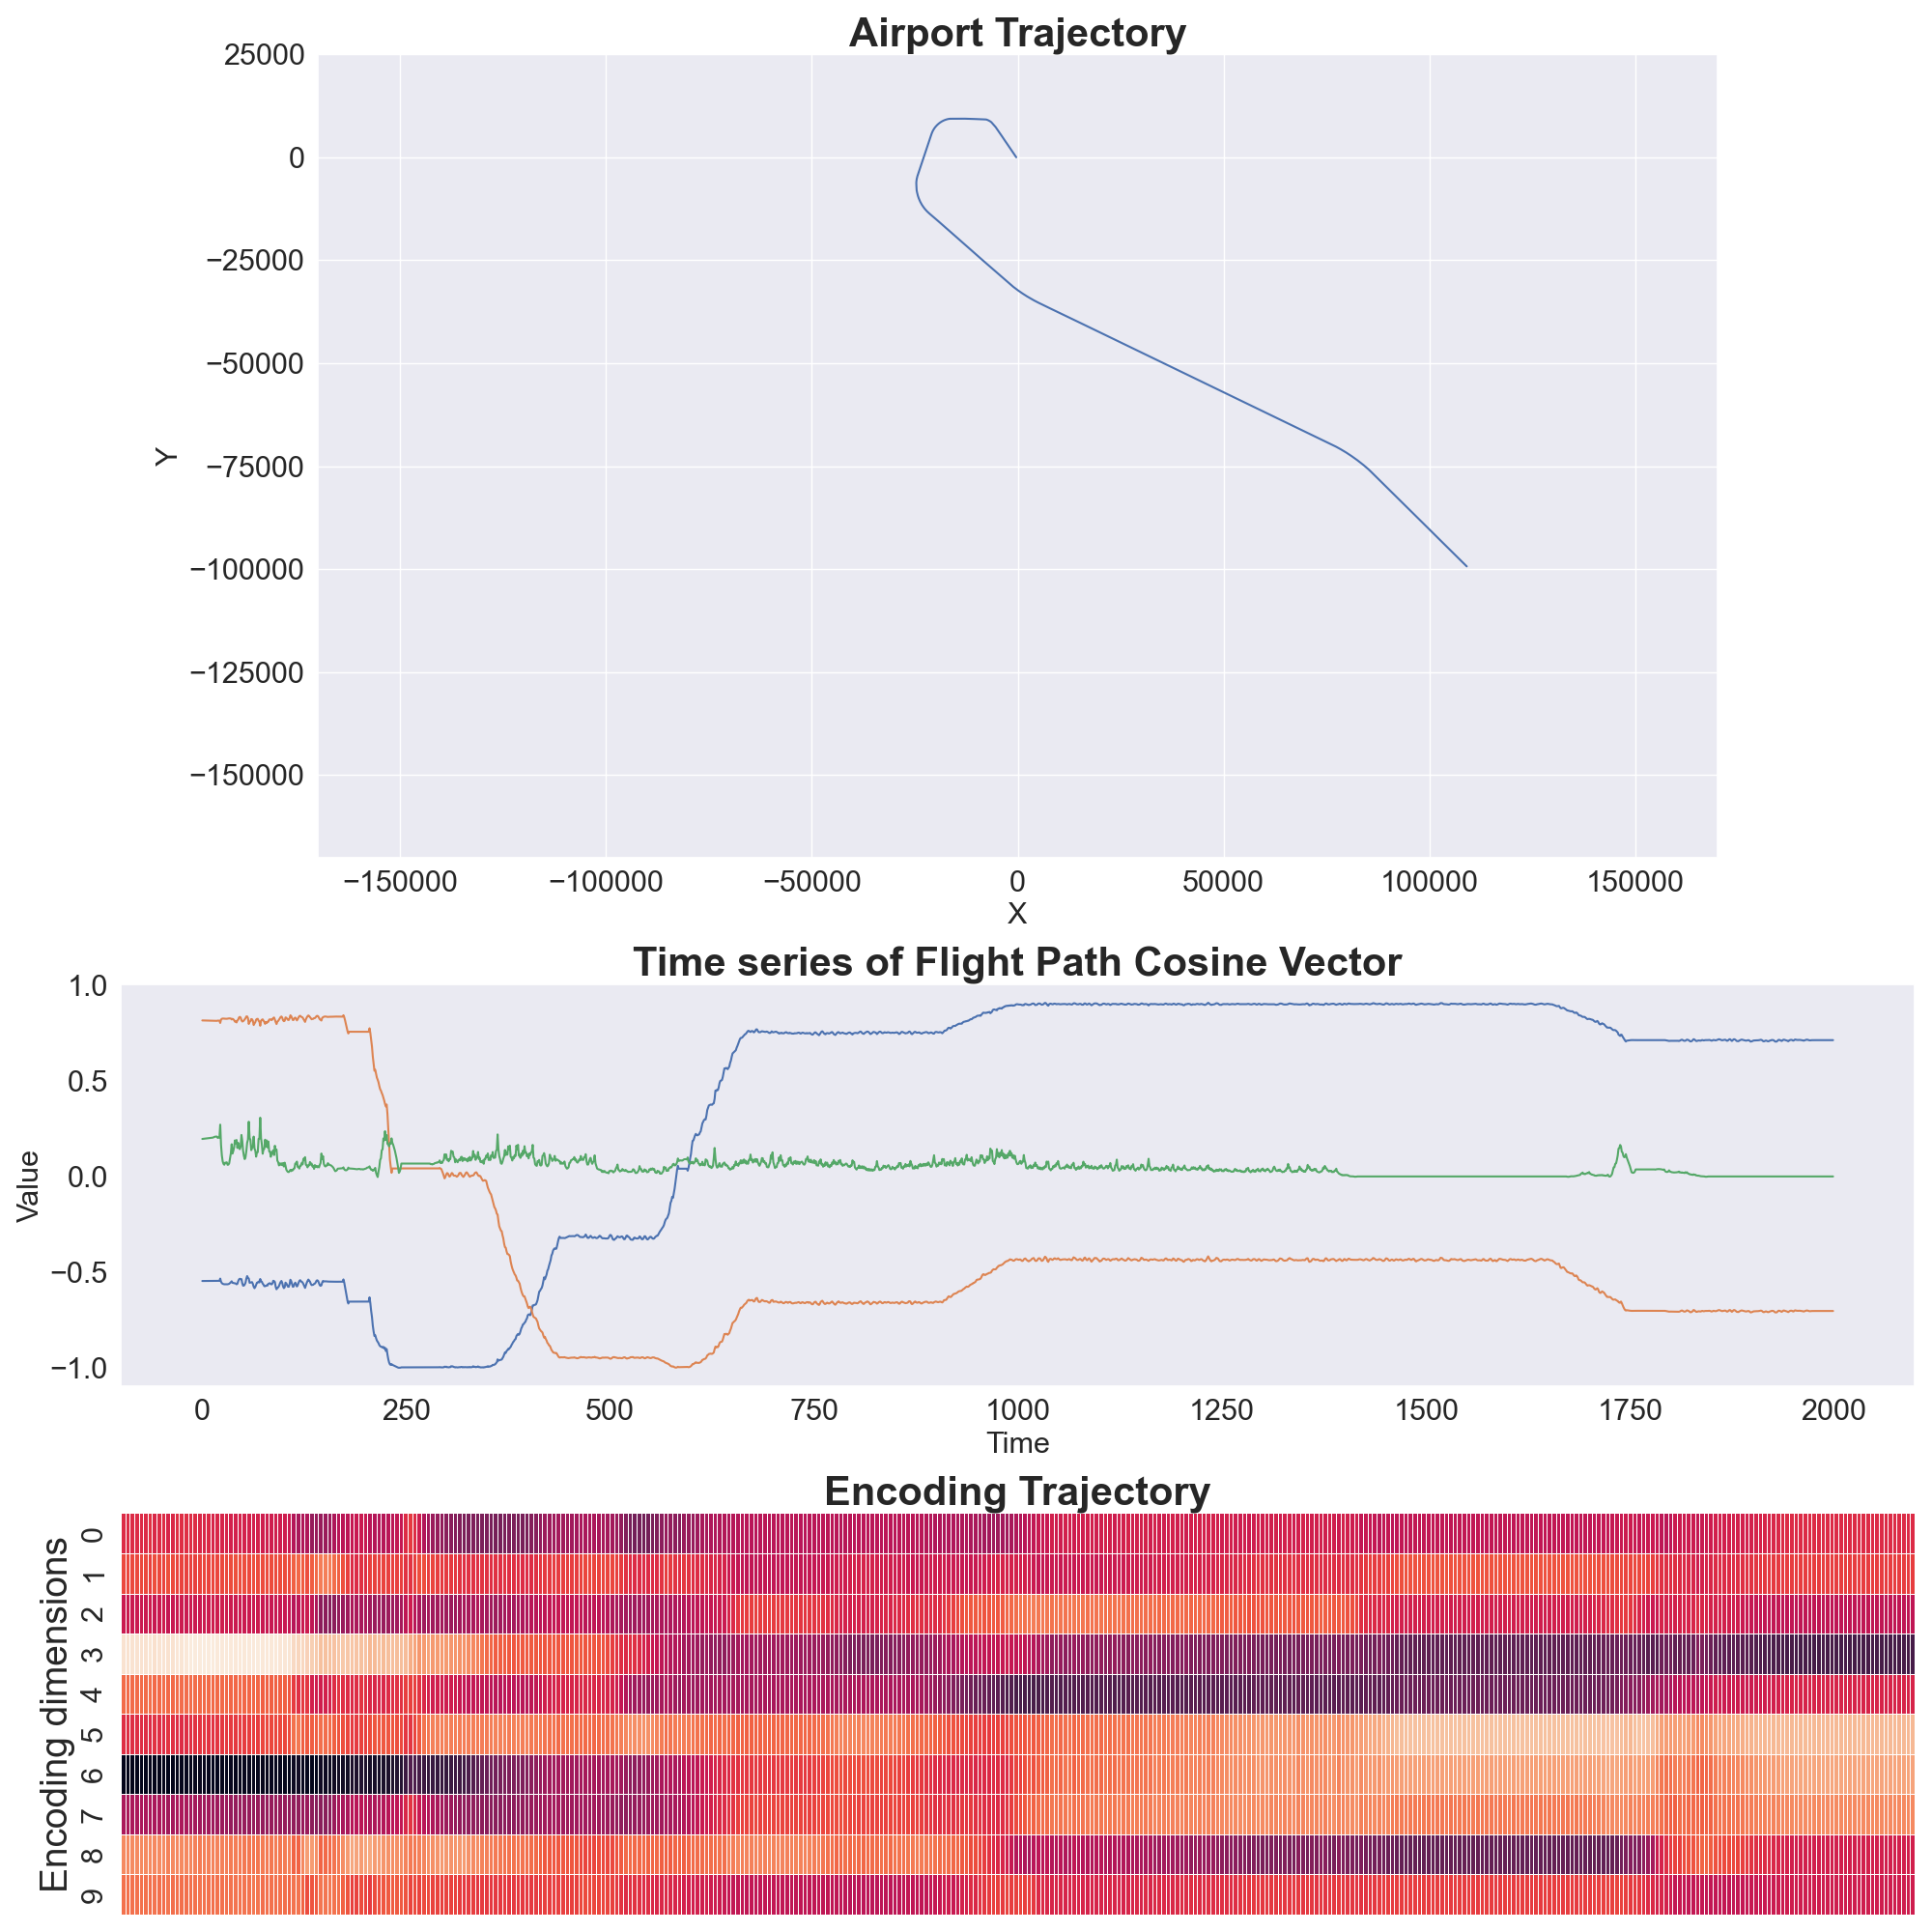 Airport Trajectory
25000
0
−25000
−50000
−75000
−100000
−125000
−150000
Y
−150000 −100000 −50000 0 50000 100000 150000
X
Time series of Flight Path Cosine Vector
1.0
0.5
0.0
−0.5
−1.0
Value
0 250 500 750 1000 1250 1500 1750 2000
Time
Encoding Trajectory
Encoding dimensions
0
1
2
3
4
5
6
7
8
9